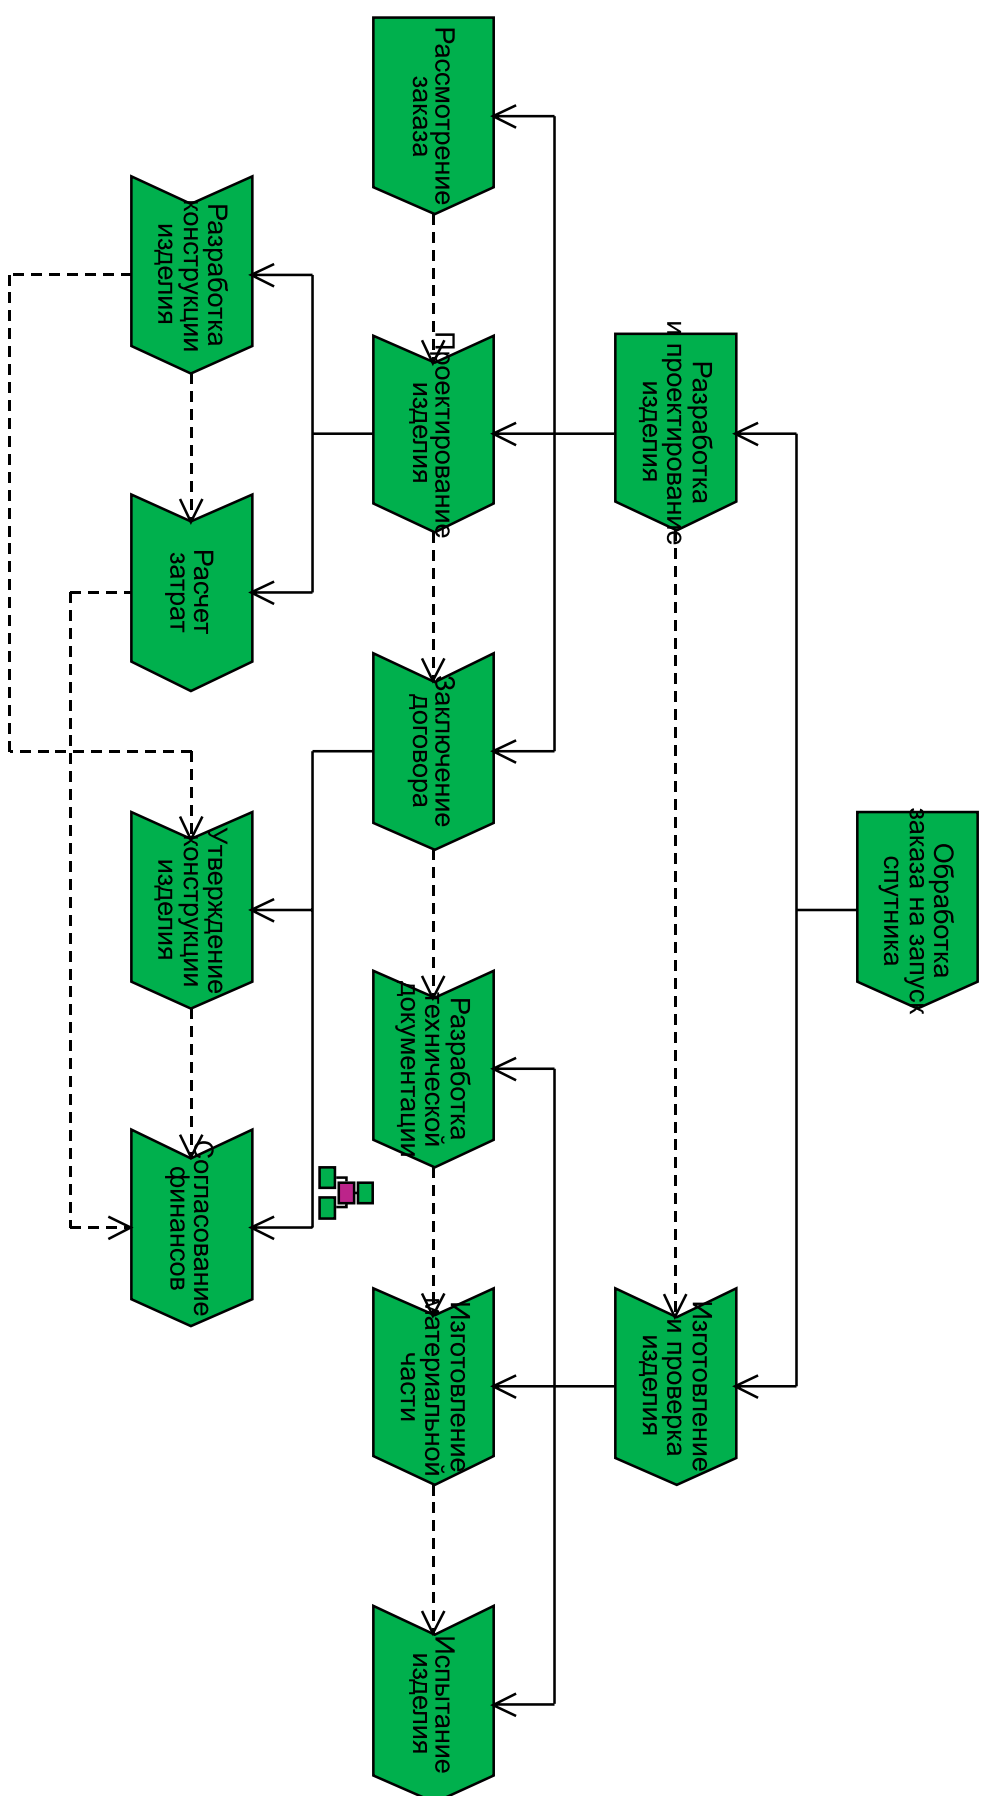 Обработка
заказа на запуск
спутника
Разработка
и проектирование
изделия
Изготовление
и проверка
изделия
Рассмотрение
заказа
Проектирование
изделия
Заключение
договора
Разработка
технической
документации
Изготовление
материальной
части
Испытание
изделия
Разработка
конструкции
изделия
Расчет
затрат
Утверждение
конструкции
изделия
Согласование
финансов